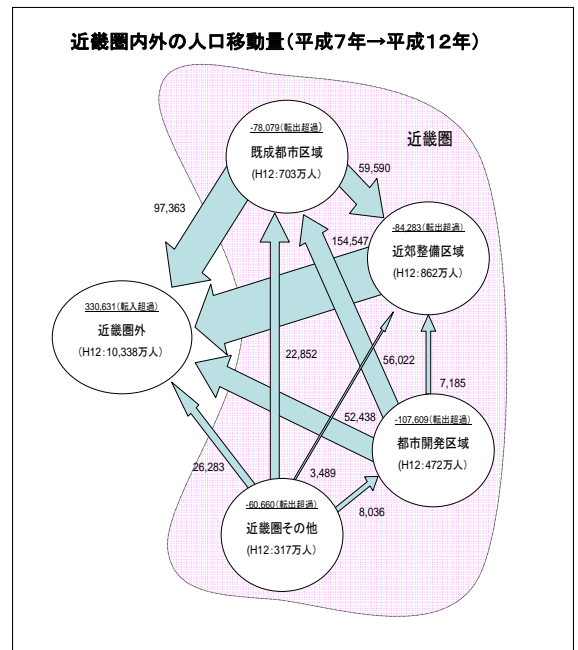 近畿圏内外の人口移動量(平成7年→平成12年)
-78,079(転出超過)
既成都市区域
(H12:703万人)
近畿圏
59,590
97,363
-84,283(転出超過)
近郊整備区域
(H12:862万人)
154,547
330,631(転入超過)
近畿圏外
(H12:10,338万人)
22,852
56,022
7,185
52,438
-107,609(転出超過)
都市開発区域
(H12:472万人)
26,283
3,489
8,036
-60,660(転出超過)
近畿圏その他
(H12:317万人)